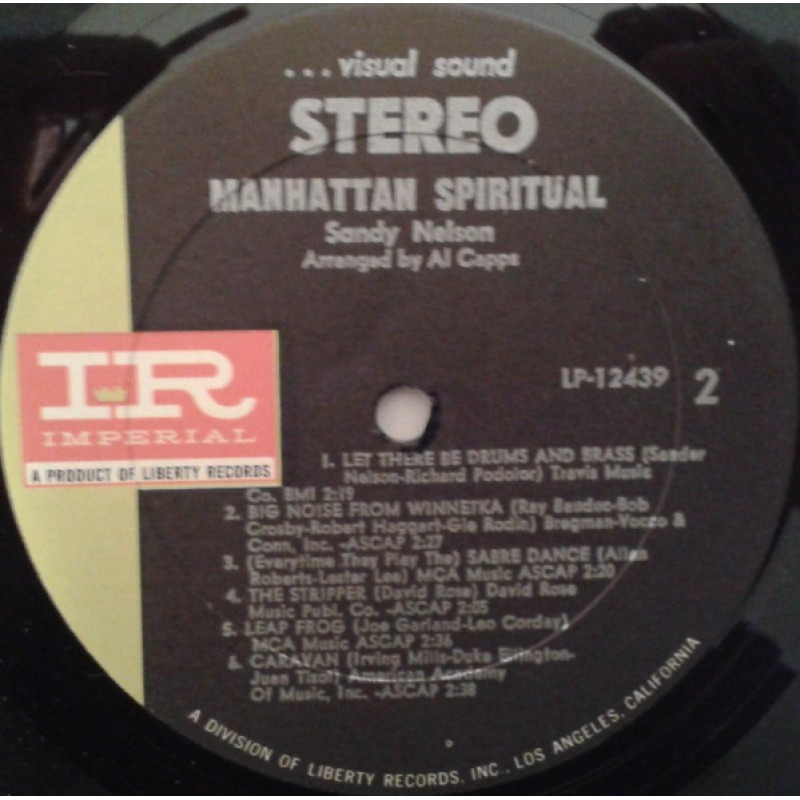 ...visual sound
STEREO
MANHATTAN SPIRITUAL
Sandy Nelson
Arranged by Al Capps
LP-12439 2
IR
IMPERIAL
A PRODUCT OF LIBERTY RECORDS
1. LET THERE BE DRUMS AND BRASS (Sander
Nelson-Richard Podolor) Travis Music
Co. BMI 2:19
2. BIG NOISE FROM WINNETKA (Ray Bauduc-Bob
Crosby-Robert Haggart-Gie Rodin) Bregman-Vocco &
Conn, Inc. -ASCAP 2:27
3. (Everytime They Play The) SABRE DANCE (Allan
Roberts-Lester Lee) MCA Music ASCAP 2:20
4. THE STRIPPER (David Rose) David Rose
Music Publ. Co. -ASCAP 2:05
5. LEAP FROG (Joe Garland-Leo Corday)
MCA Music ASCAP 2:36
6. CARAVAN (Irving Mills-Duke Ellington-
Juan Tizol) American Academy
Of Music, Inc. -ASCAP 2:38
A DIVISION OF LIBERTY RECORDS, INC., LOS ANGELES, CALIFORNIA